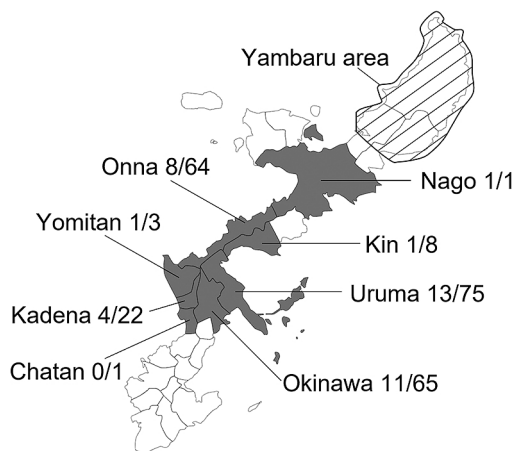 Yambaru area
Onna 8/64
Nago 1/1
Yomitan 1/3
Kin 1/8
Uruma 13/75
Kadena 4/22
Chatan 0/1
Okinawa 11/65